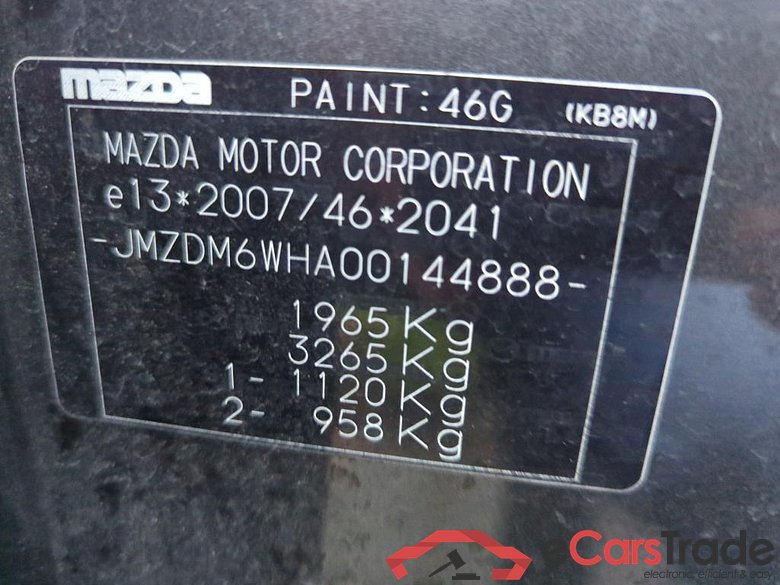 mazda PAINT:46G (KB8M)
MAZDA MOTOR CORPORATION
e13*2007/46*2041
-JMZDM6WHA00144888-
1965Kg
3265Kg
1- 1120Kg
2- 958Kg
eCarsTrade
electronic, efficient & easy